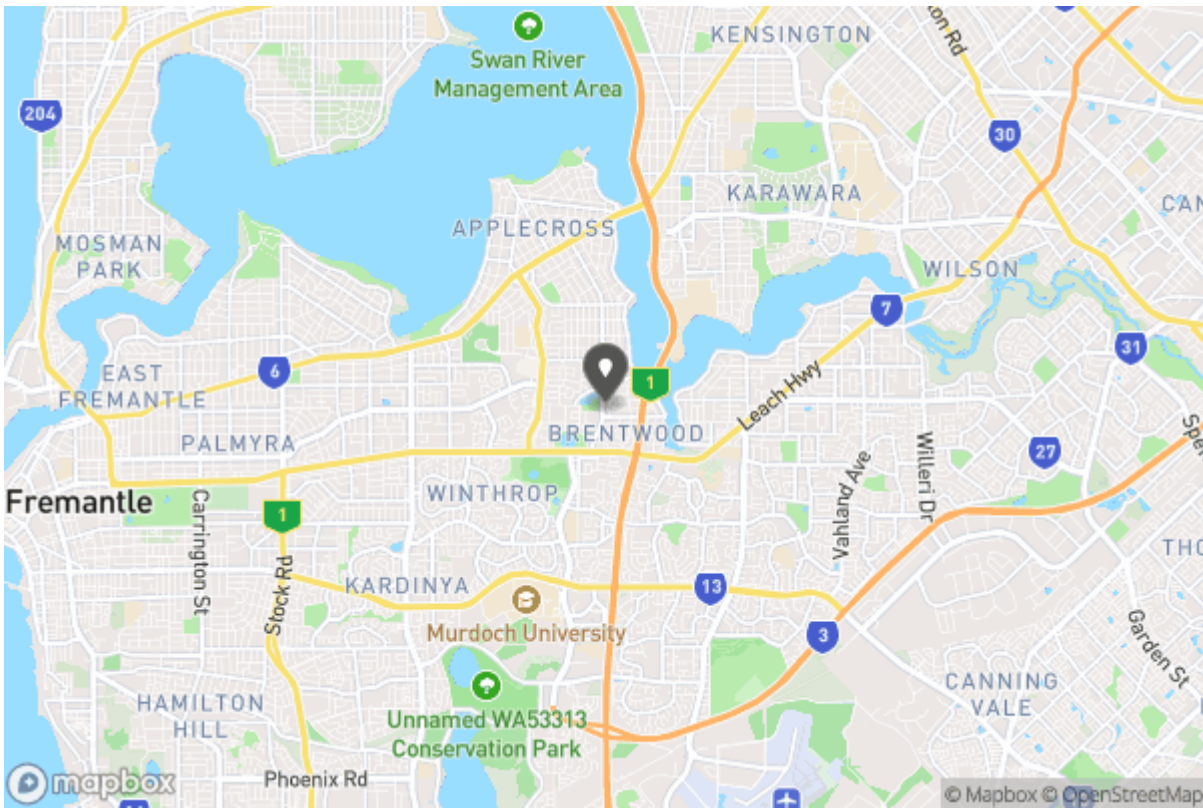 KENSINGTON
Swan River
Management Area
204
30
KARAWARA
APPLECROSS
MOSMAN
PARK
WILSON
7
31
6
EAST
FREMANTLE
1
Leach Hwy
PALMYRA
BRENTWOOD
27
Willeri Dr
Vahland Ave
Fremantle
WINTHROP
Carrington St
1
Stock Rd
KARDINYA
13
Murdoch University
3
Garden St
HAMILTON
HILL
Unnamed WA53313
Conservation Park
CANNING
VALE
Phoenix Rd
mapbox
© Mapbox © OpenStreetMap